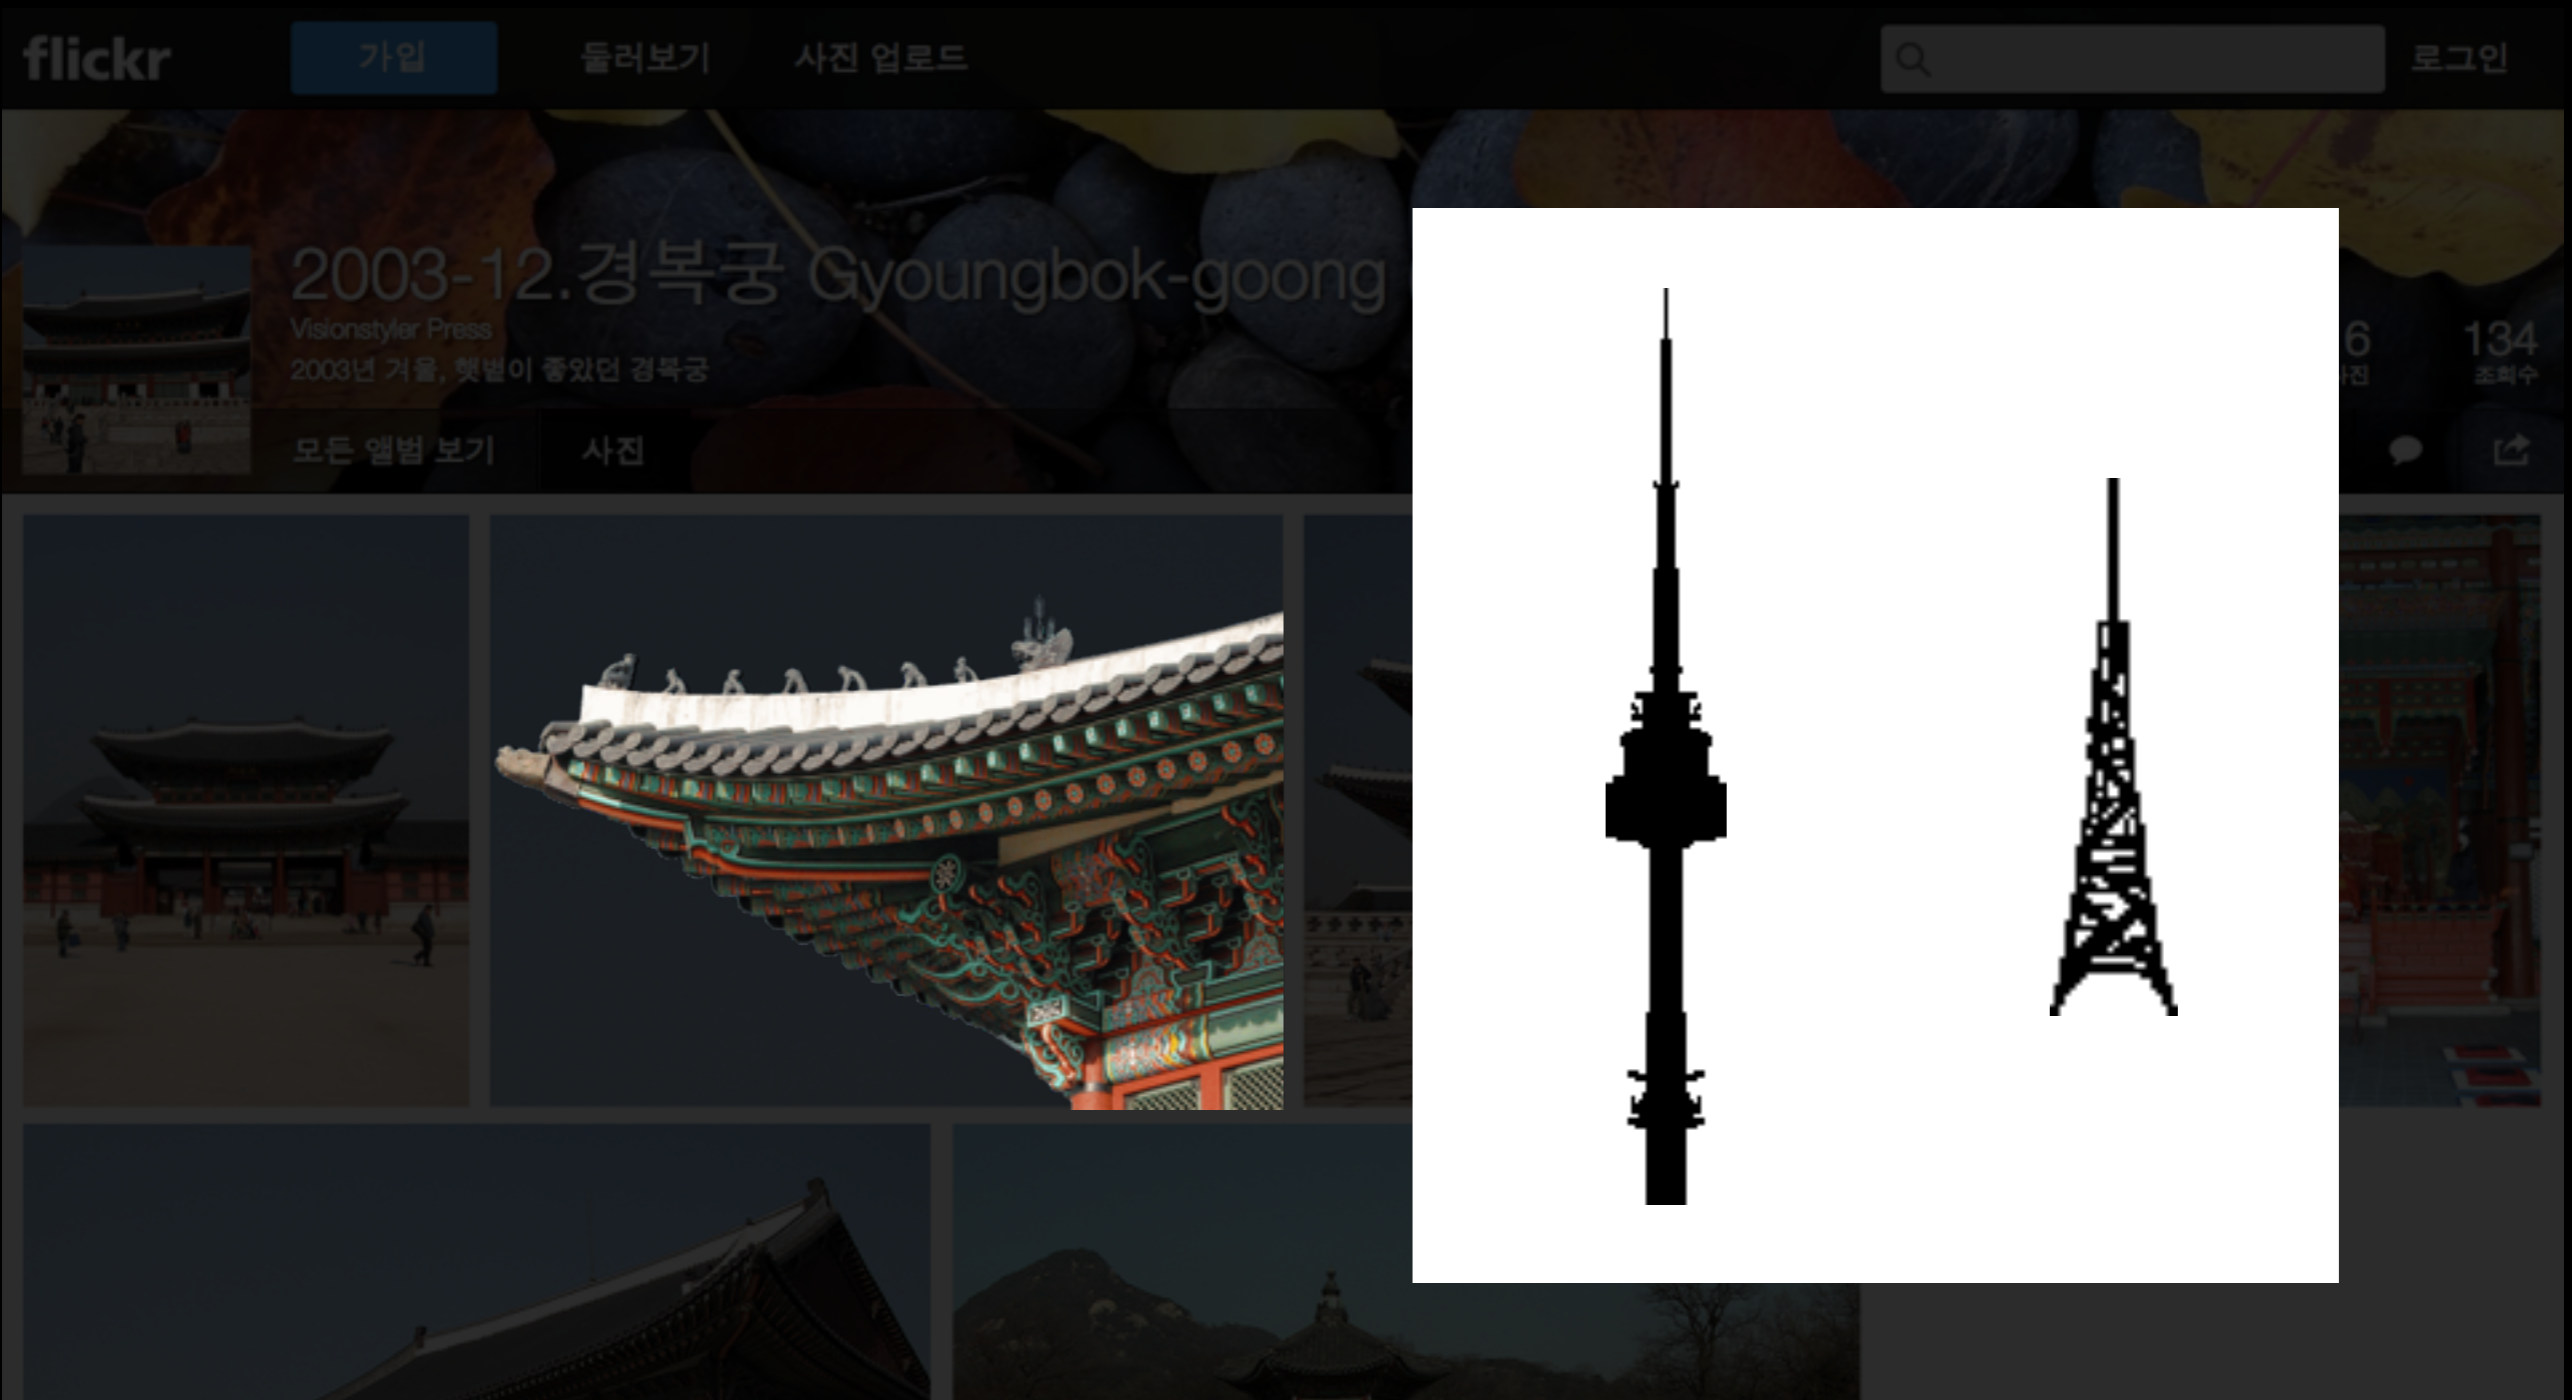 flickr 가입 둘러보기 사진 업로드 로그인
2003-12.경복궁 Gyoungbok-goong
Visionstyler Press
2003년 겨울, 햇볕이 좋았던 경복궁
6 134
조회수
모든 앨범 보기 사진